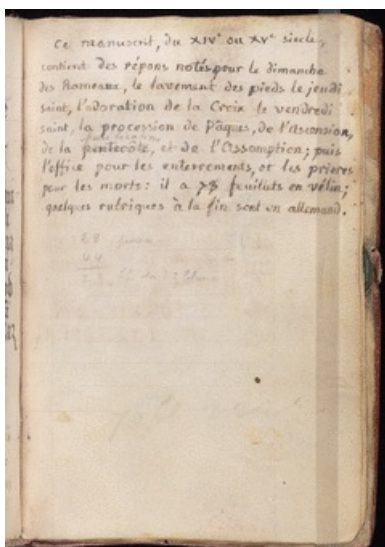 Ce manuscrit, du XIVe ou XVe siecle,
contient des répons notés pour le dimanche
des Rameaux, le lavement des pieds le jeudi
saint, l'adoration de la Croix le vendredi
saint, la procession de Pâques, de l'Ascension,
de la pentecôte, et de l'Assomption; puis
l'office pour les enterrements, et les prieres
pour les morts: il a feuillets en vélin;
quelques rubriques à la fin sont en allemand.